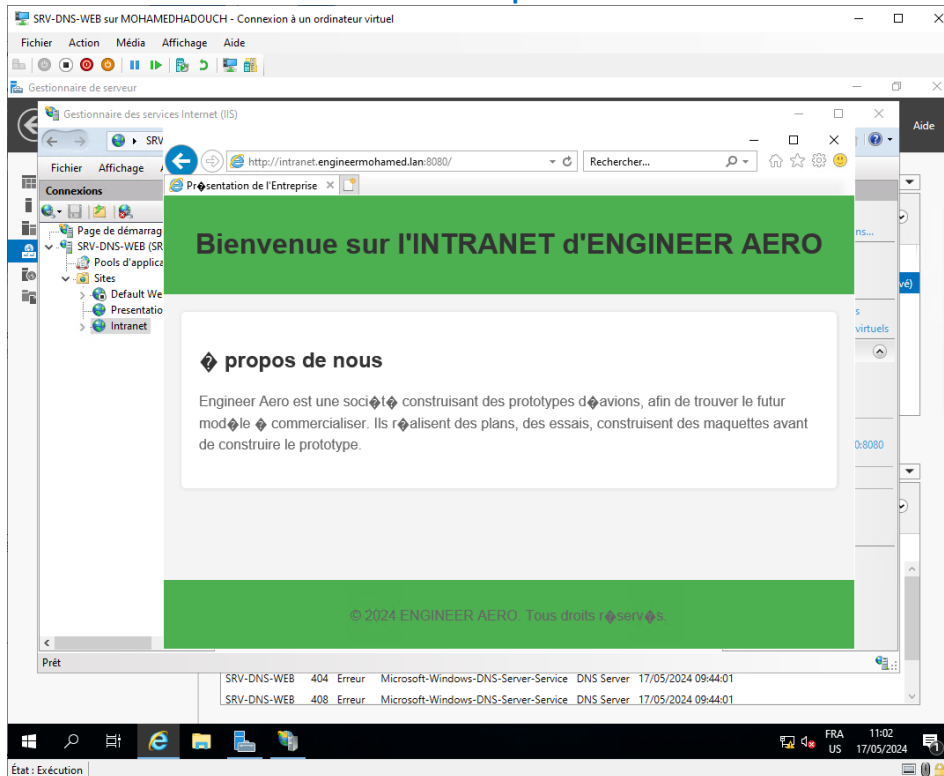 SRV-DNS-WEB sur MOHAMEDHADOUCH - Connexion à un ordinateur virtuel
Fichier Action Média Affichage Aide
Gestionnaire de serveur
Gestionnaire des services Internet (IIS)
Aide
SRV
http://intranet.engineermohamed.lan:8080/
Rechercher...
Fichier Affichage
Connexions
Pr�sentation de l'Entreprise
Page de démarrag
SRV-DNS-WEB (SR
Pools d'applica
Sites
Default We
Presentatio
Intranet
Bienvenue sur l'INTRANET d'ENGINEER AERO
ns...
vé)
s
virtuels
� propos de nous
Engineer Aero est une soci�t� construisant des prototypes d�avions, afin de trouver le futur
mod�le � commercialiser. Ils r�alisent des plans, des essais, construisent des maquettes avant
de construire le prototype.
0:8080
© 2024 ENGINEER AERO. Tous droits r�serv�s.
Prêt
SRV-DNS-WEB 404 Erreur Microsoft-Windows-DNS-Server-Service DNS Server 17/05/2024 09:44:01
SRV-DNS-WEB 408 Erreur Microsoft-Windows-DNS-Server-Service DNS Server 17/05/2024 09:44:01
FRA 11:02
US 17/05/2024
1
État : Exécution